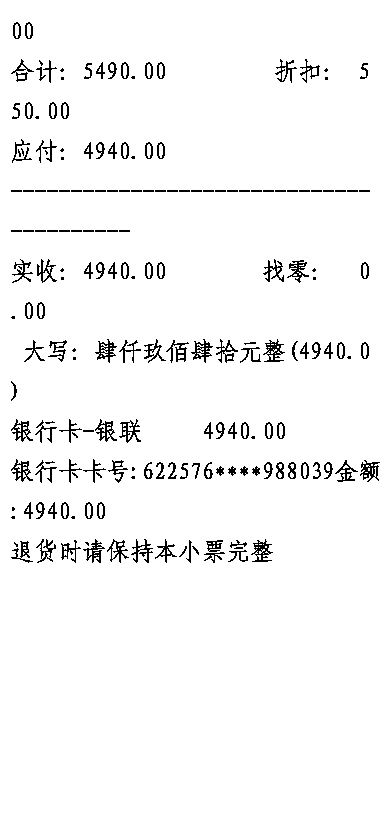 00
合计: 5490.00 折扣: 5
50.00
应付: 4940.00
------------------------------
----------
实收: 4940.00 找零: 0
.00
大写: 肆仟玖佰肆拾元整(4940.0
)
银行卡-银联 4940.00
银行卡卡号:622576****988039金额
:4940.00
退货时请保持本小票完整